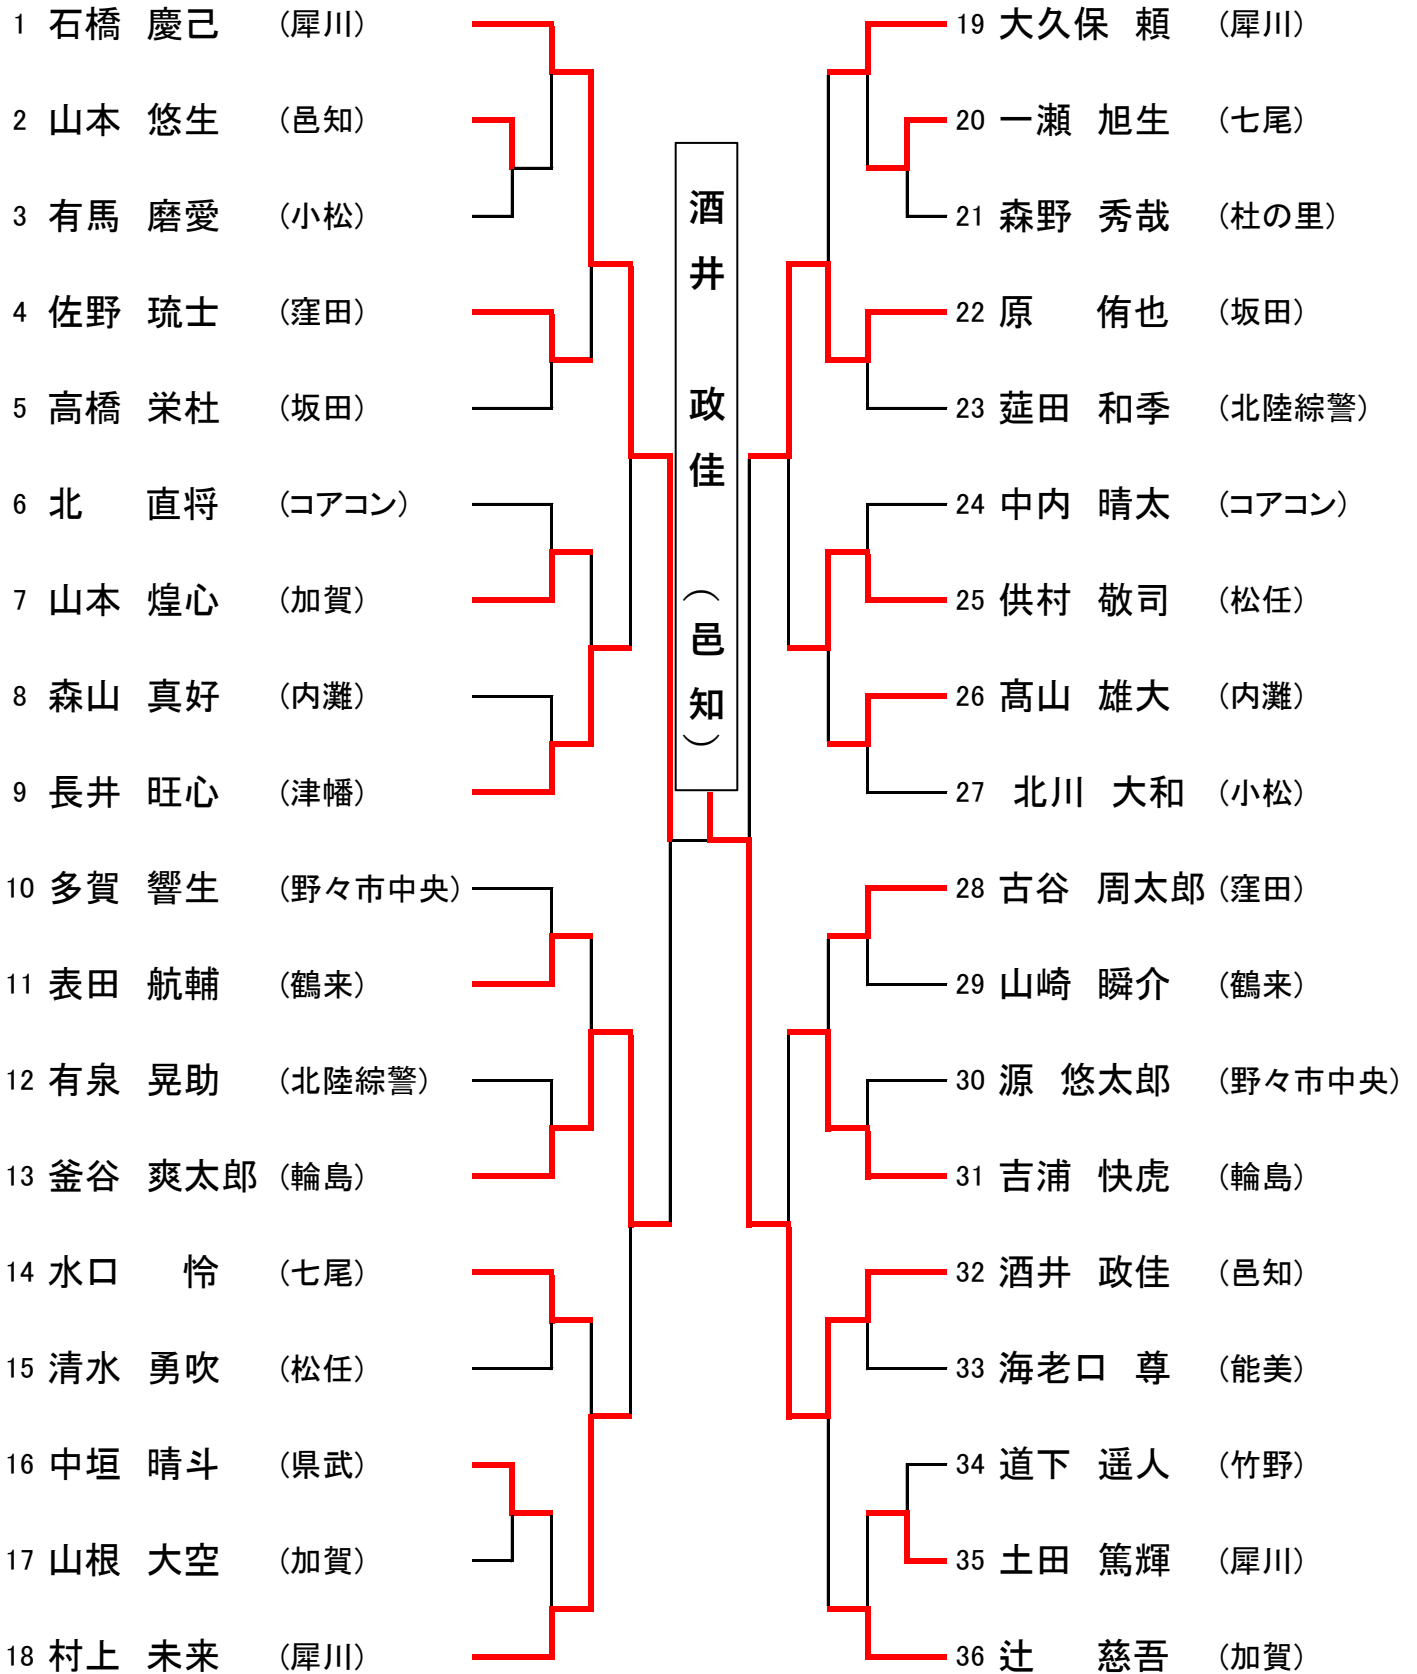 1 石橋 慶己 (犀川)
2 山本 悠生 (邑知)
3 有馬 磨愛 (小松)
4 佐野 琉士 (窪田)
5 高橋 栄杜 (坂田)
6 北 直将 (コアコン)
7 山本 煌心 (加賀)
8 森山 真好 (内灘)
9 長井 旺心 (津幡)
10 多賀 響生 (野々市中央)
11 表田 航輔 (鶴来)
12 有泉 晃助 (北陸綜警)
13 釜谷 爽太郎 (輪島)
14 水口 怜 (七尾)
15 清水 勇吹 (松任)
16 中垣 晴斗 (県武)
17 山根 大空 (加賀)
18 村上 未来 (犀川)
酒井 政佳 (邑知)
19 大久保 頼 (犀川)
20 一瀬 旭生 (七尾)
21 森野 秀哉 (杜の里)
22 原 侑也 (坂田)
23 莚田 和季 (北陸綜警)
24 中内 晴太 (コアコン)
25 供村 敬司 (松任)
26 髙山 雄大 (内灘)
27 北川 大和 (小松)
28 古谷 周太郎 (窪田)
29 山崎 瞬介 (鶴来)
30 源 悠太郎 (野々市中央)
31 吉浦 快虎 (輪島)
32 酒井 政佳 (邑知)
33 海老口 尊 (能美)
34 道下 遥人 (竹野)
35 土田 篤輝 (犀川)
36 辻 慈吾 (加賀)